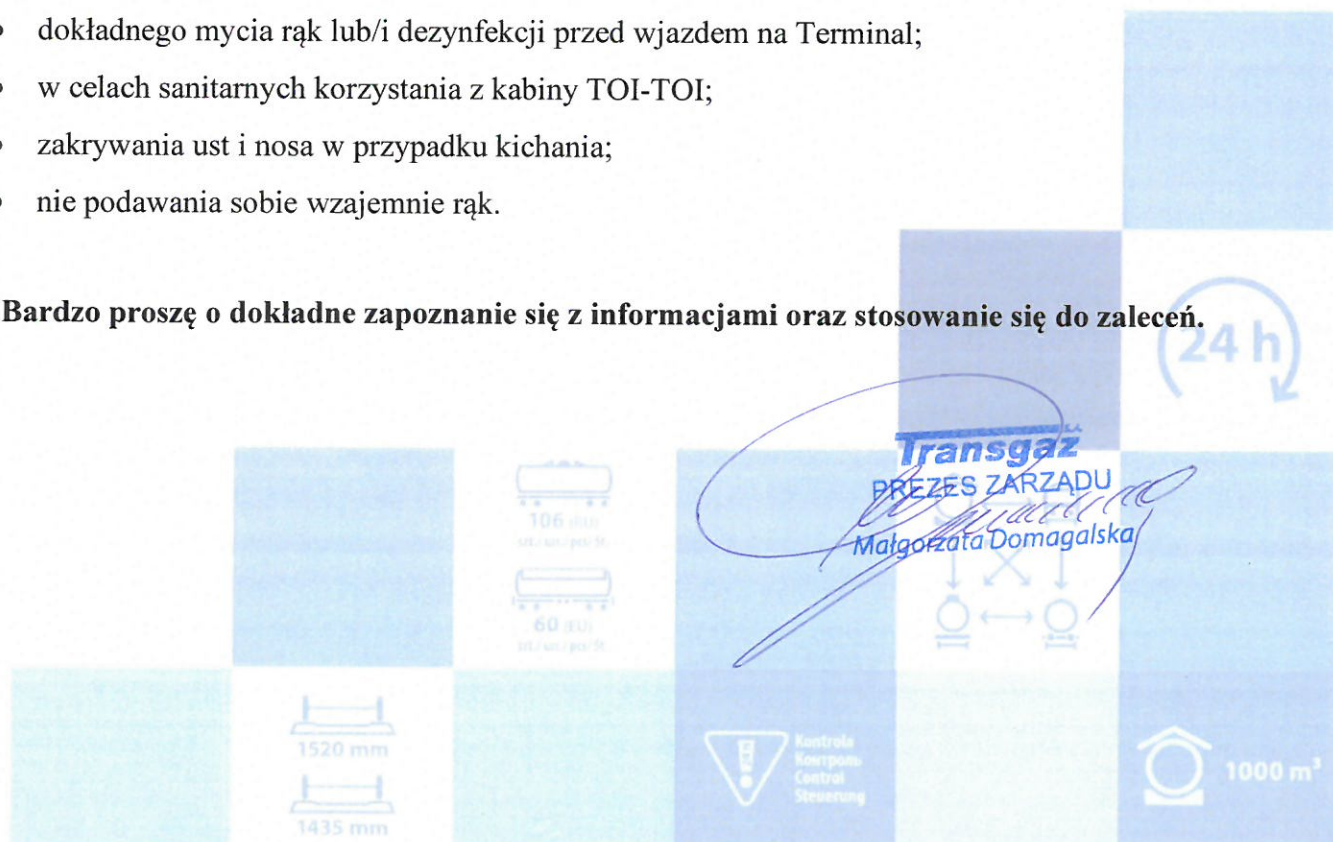 dokładnego mycia rąk lub/i dezynfekcji przed wjazdem na Terminal;
w celach sanitarnych korzystania z kabiny TOI-TOI;
zakrywania ust i nosa w przypadku kichania;
nie podawania sobie wzajemnie rąk.
Bardzo proszę o dokładne zapoznanie się z informacjami oraz stosowanie się do zaleceń.
24 h
Transgaz
PREZES ZARZĄDU
Małgorzata Domagalska
106
60 (EU)
1520 mm
1435 mm
Kontrola
Контроль
Control
Steuerung
1000 m³